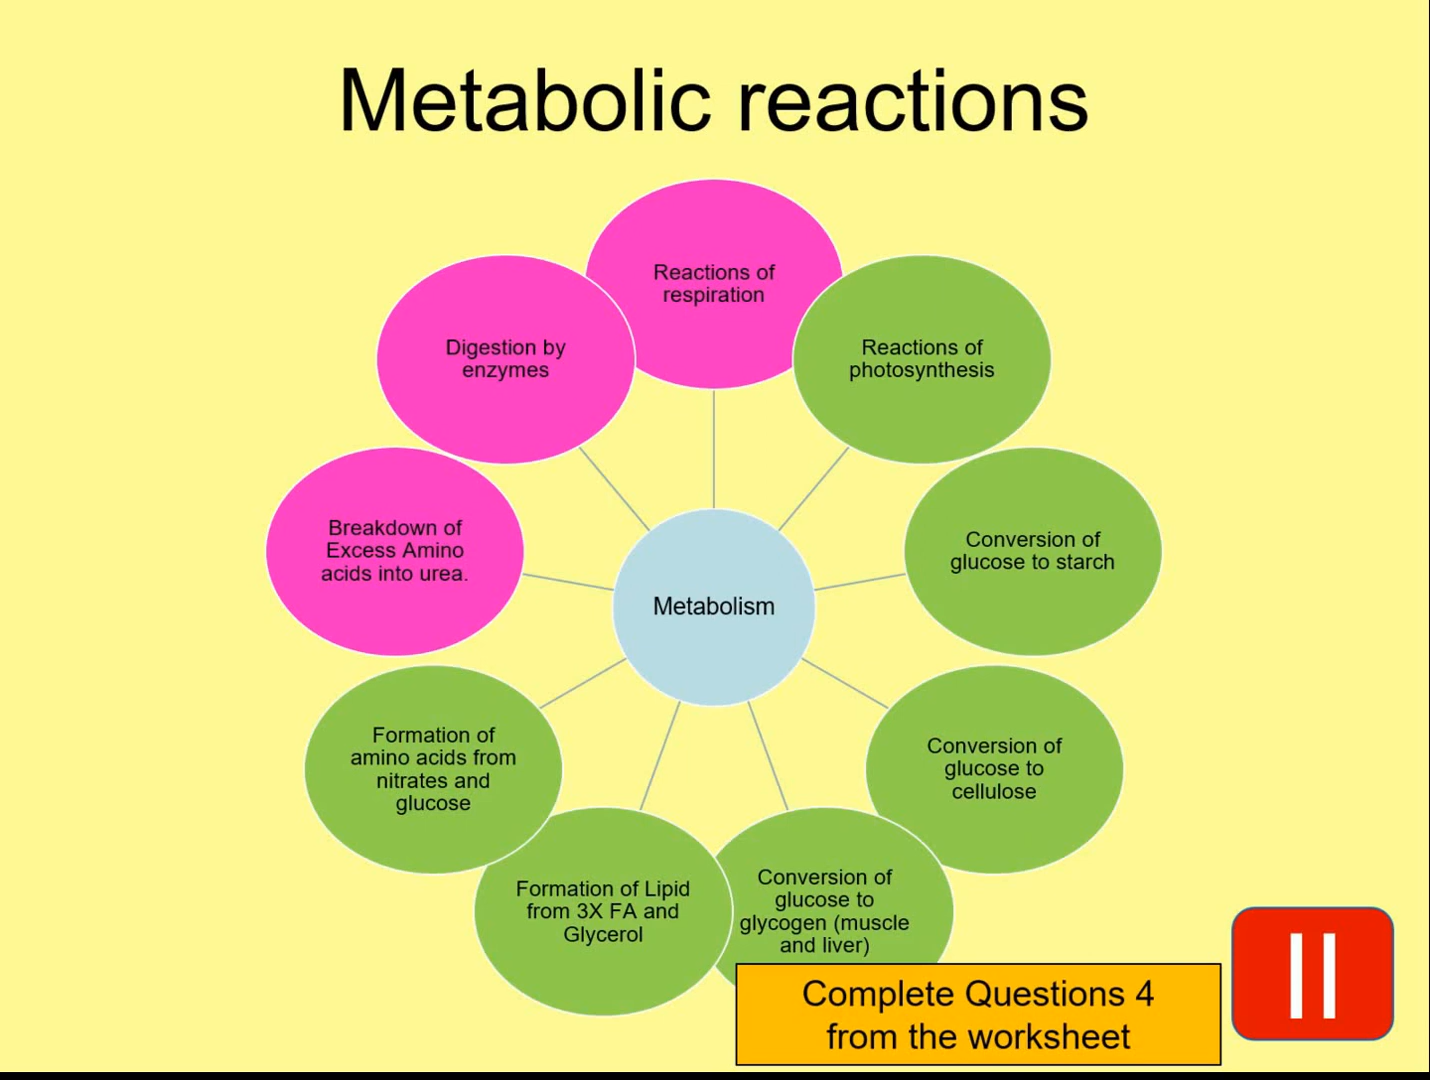 Metabolic reactions
Reactions of
respiration
Reactions of
photosynthesis
Conversion of
glucose to starch
Conversion of
glucose to
cellulose
Conversion of
glucose to
glycogen (muscle
and liver)
Formation of Lipid
from 3X FA and
Glycerol
Formation of
amino acids from
nitrates and
glucose
Breakdown of
Excess Amino
acids into urea.
Digestion by
enzymes
Metabolism
Complete Questions 4
from the worksheet